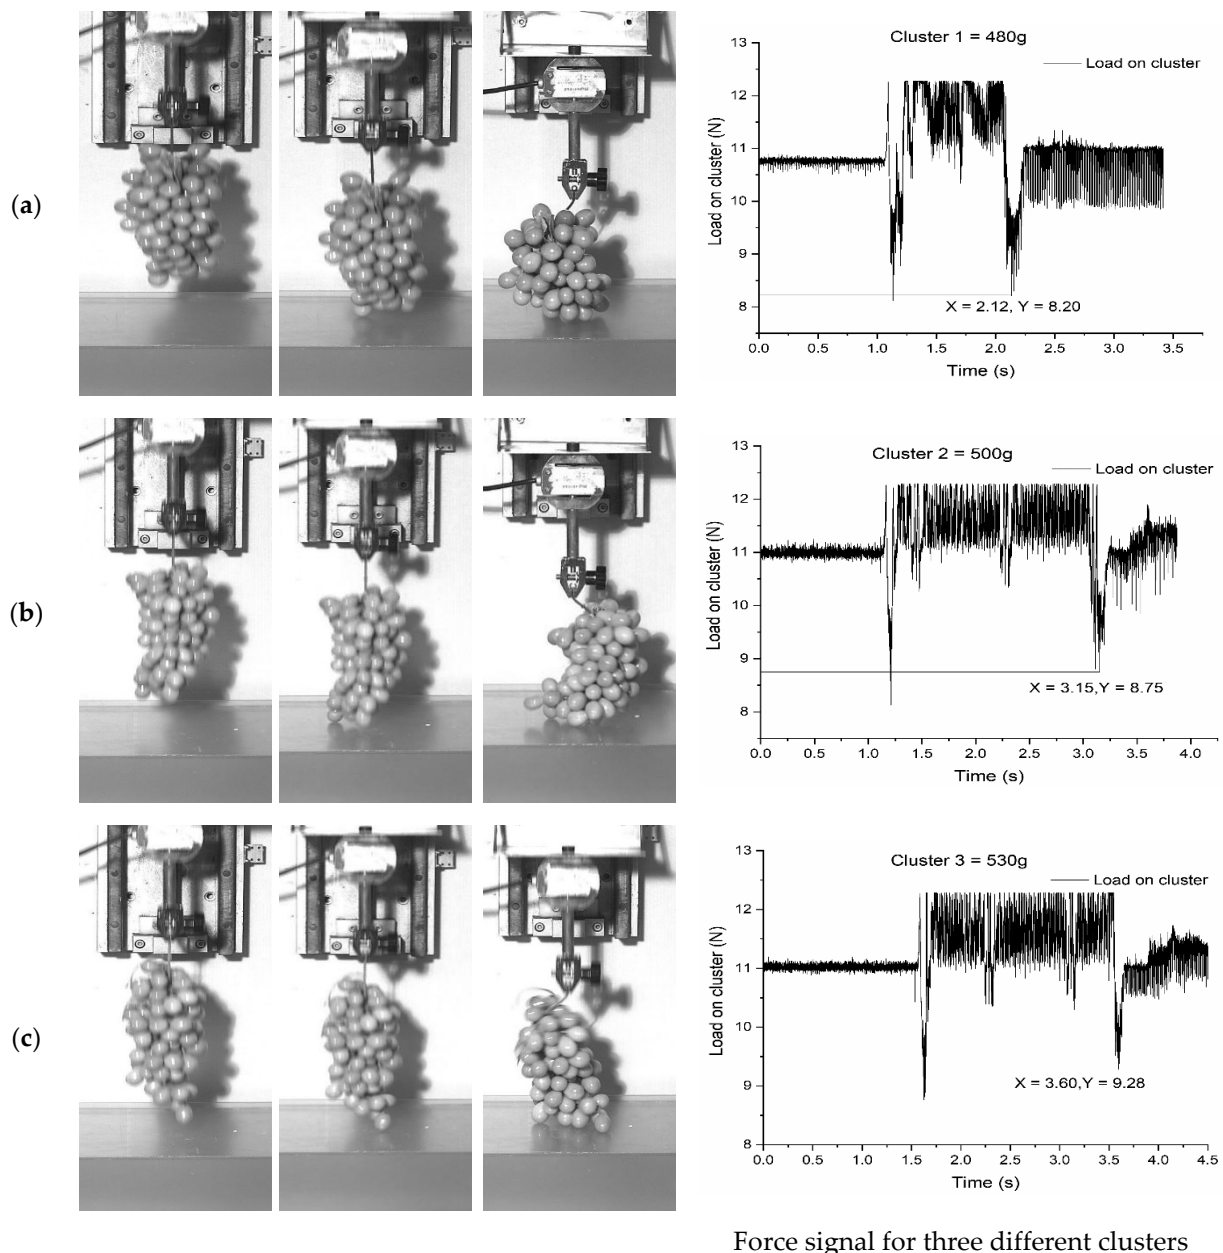 (a)
Cluster 1 = 480g
Load on cluster
Load on cluster (N)
13
12
11
10
9
8
X = 2.12, Y = 8.20
0.0 0.5 1.0 1.5 2.0 2.5 3.0 3.5
Time (s)
(b)
Cluster 2 = 500g
Load on cluster
Load on cluster (N)
13
12
11
10
9
8
X = 3.15,Y = 8.75
0.0 0.5 1.0 1.5 2.0 2.5 3.0 3.5 4.0
Time (s)
(c)
Cluster 3 = 530g
Load on cluster
Load on cluster (N)
13
12
11
10
9
8
X = 3.60,Y = 9.28
0.0 0.5 1.0 1.5 2.0 2.5 3.0 3.5 4.0 4.5
Time (s)
Force signal for three different clusters